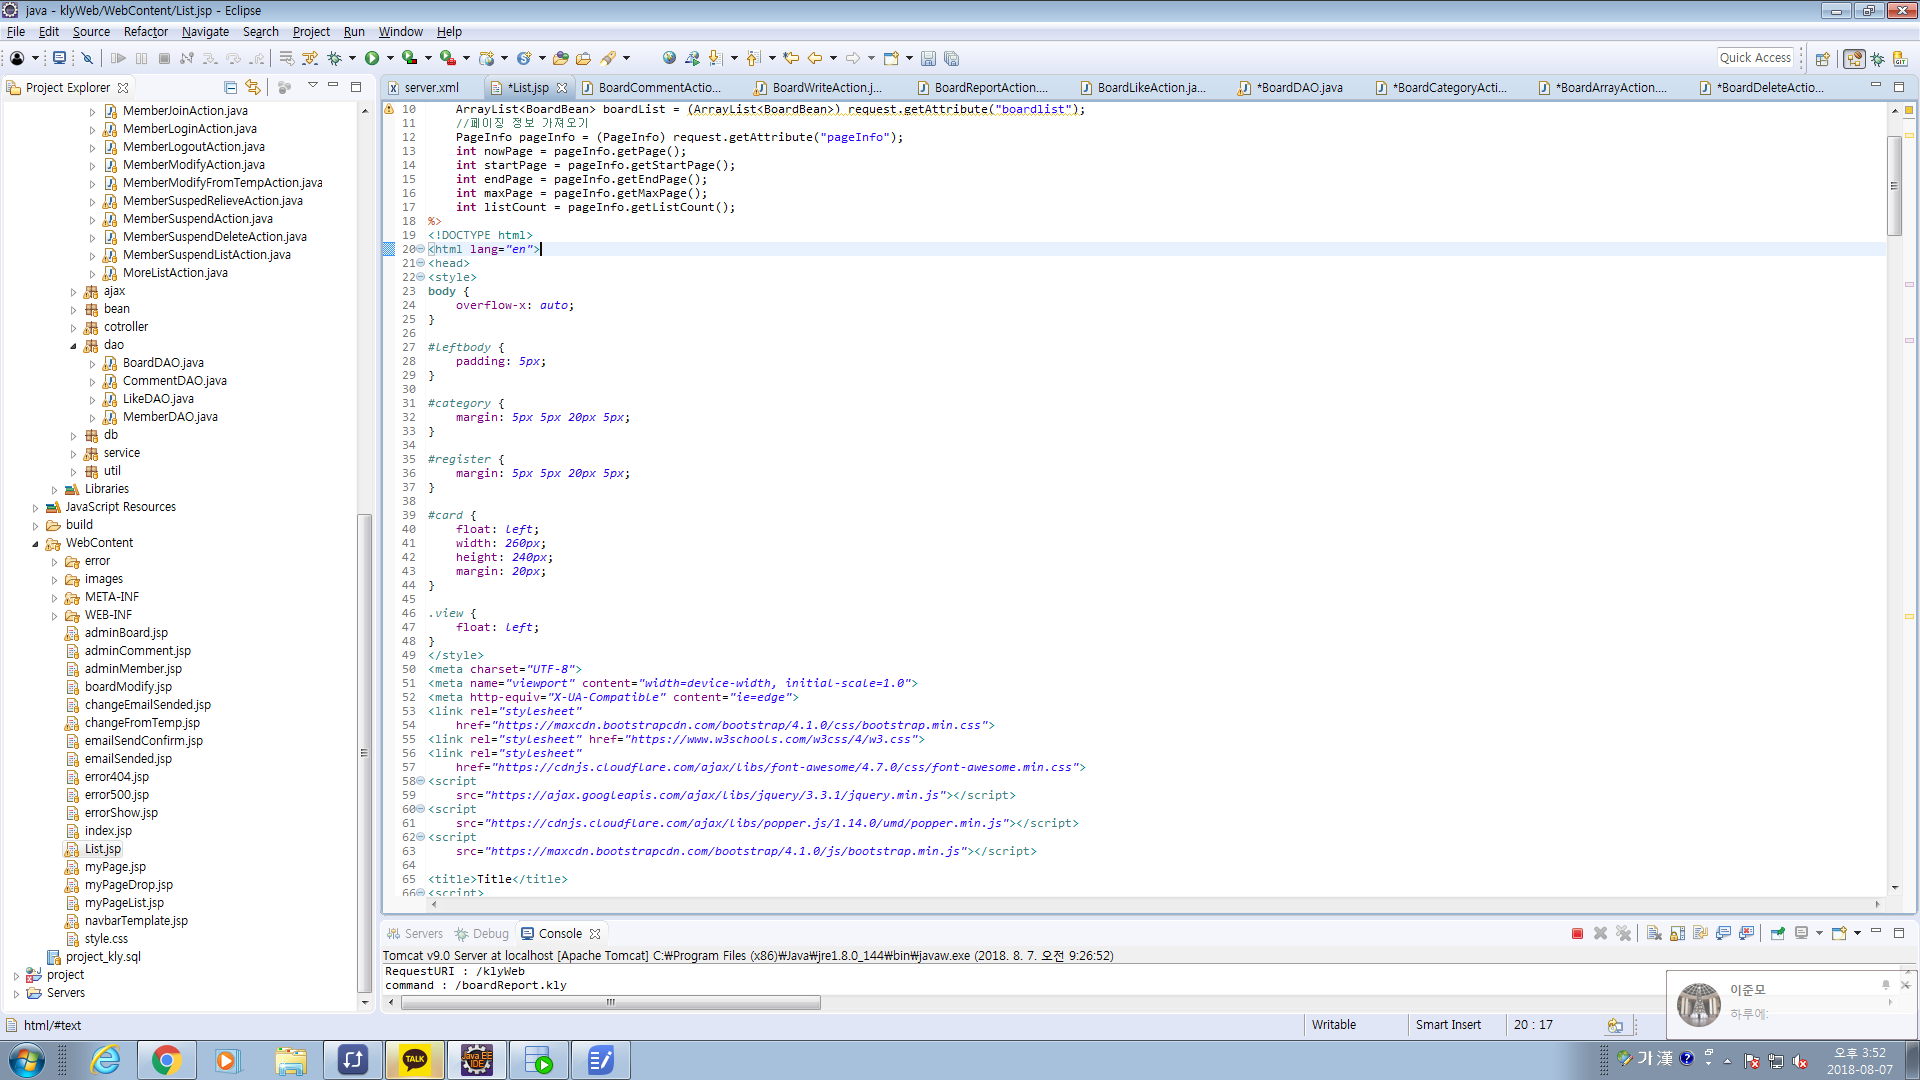 java - klyWeb/WebContent/List.jsp - Eclipse
File Edit Source Refactor Navigate Search Project Run Window Help
Quick Access
Project Explorer
MemberJoinAction.java
MemberLoginAction.java
MemberLogoutAction.java
MemberModifyAction.java
MemberModifyFromTempAction.java
MemberSuspedRelieveAction.java
MemberSuspendAction.java
MemberSuspendDeleteAction.java
MemberSuspendListAction.java
MoreListAction.java
ajax
bean
cotroller
dao
BoardDAO.java
CommentDAO.java
LikeDAO.java
MemberDAO.java
db
service
util
Libraries
JavaScript Resources
build
WebContent
error
images
META-INF
WEB-INF
adminBoard.jsp
adminComment.jsp
adminMember.jsp
boardModify.jsp
changeEmailSended.jsp
changeFromTemp.jsp
emailSendConfirm.jsp
emailSended.jsp
error404.jsp
error500.jsp
errorShow.jsp
index.jsp
List.jsp
myPage.jsp
myPageDrop.jsp
myPageList.jsp
navbarTemplate.jsp
style.css
project_kly.sql
project
Servers
server.xml *List.jsp BoardCommentActio... BoardWriteAction.j... BoardReportAction.... BoardLikeAction.ja... *BoardDAO.java *BoardCategoryActi... *BoardArrayAction.... *BoardDeleteActio...
10 ArrayList<BoardBean> boardList = (ArrayList<BoardBean>) request.getAttribute("boardlist");
11 //페이징 정보 가져오기
12 PageInfo pageInfo = (PageInfo) request.getAttribute("pageInfo");
13 int nowPage = pageInfo.getPage();
14 int startPage = pageInfo.getStartPage();
15 int endPage = pageInfo.getEndPage();
16 int maxPage = pageInfo.getMaxPage();
17 int listCount = pageInfo.getListCount();
18 %>
19 <!DOCTYPE html>
20 <html lang="en">
21 <head>
22 <style>
23 body {
24 overflow-x: auto;
25 }
26
27 #leftbody {
28 padding: 5px;
29 }
30
31 #category {
32 margin: 5px 5px 20px 5px;
33 }
34
35 #register {
36 margin: 5px 5px 20px 5px;
37 }
38
39 #card {
40 float: left;
41 width: 260px;
42 height: 240px;
43 margin: 20px;
44 }
45
46 .view {
47 float: left;
48 }
49 </style>
50 <meta charset="UTF-8">
51 <meta name="viewport" content="width=device-width, initial-scale=1.0">
52 <meta http-equiv="X-UA-Compatible" content="ie=edge">
53 <link rel="stylesheet"
54 href="https://maxcdn.bootstrapcdn.com/bootstrap/4.1.0/css/bootstrap.min.css">
55 <link rel="stylesheet" href="https://www.w3schools.com/w3css/4/w3.css">
56 <link rel="stylesheet"
57 href="https://cdnjs.cloudflare.com/ajax/libs/font-awesome/4.7.0/css/font-awesome.min.css">
58 <script
59 src="https://ajax.googleapis.com/ajax/libs/jquery/3.3.1/jquery.min.js"></script>
60 <script
61 src="https://cdnjs.cloudflare.com/ajax/libs/popper.js/1.14.0/umd/popper.min.js"></script>
62 <script
63 src="https://maxcdn.bootstrapcdn.com/bootstrap/4.1.0/js/bootstrap.min.js"></script>
64
65 <title>Title</title>
66 <script>
Servers Debug Console
Tomcat v9.0 Server at localhost [Apache Tomcat] C:₩Program Files (x86)₩Java₩jre1.8.0_144₩bin₩javaw.exe (2018. 8. 7. 오전 9:26:52)
RequestURI : /klyWeb
command : /boardReport.kly
이준모
하루에:
html/#text Writable Smart Insert 20 : 17
TALK
Java EE IDE
가 漢
오후 3:52
2018-08-07